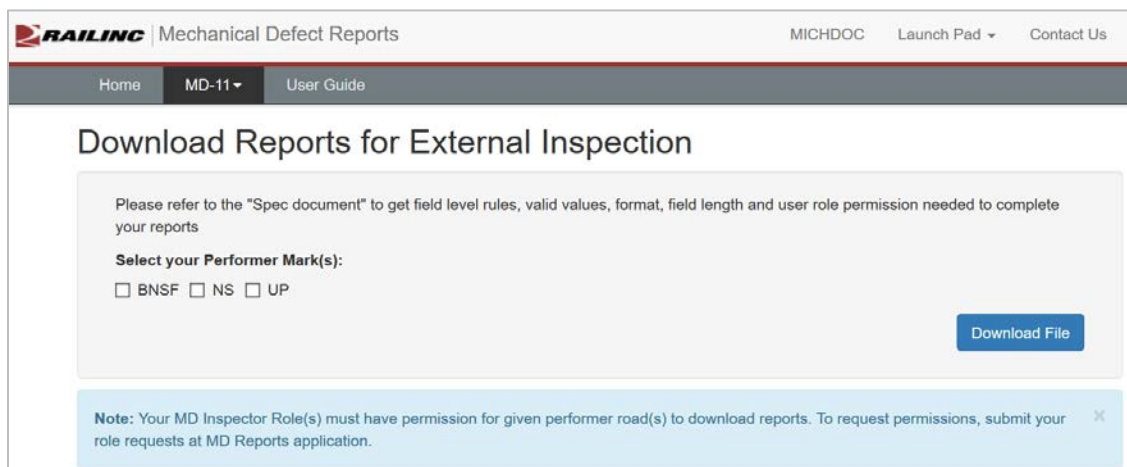 RAILINC Mechanical Defect Reports MICHDOC Launch Pad Contact Us
Home MD-11 User Guide
Download Reports for External Inspection
Please refer to the "Spec document" to get field level rules, valid values, format, field length and user role permission needed to complete
your reports
Select your Performer Mark(s):
BNSF NS UP
Download File
Note: Your MD Inspector Role(s) must have permission for given performer road(s) to download reports. To request permissions, submit your ×
role requests at MD Reports application.